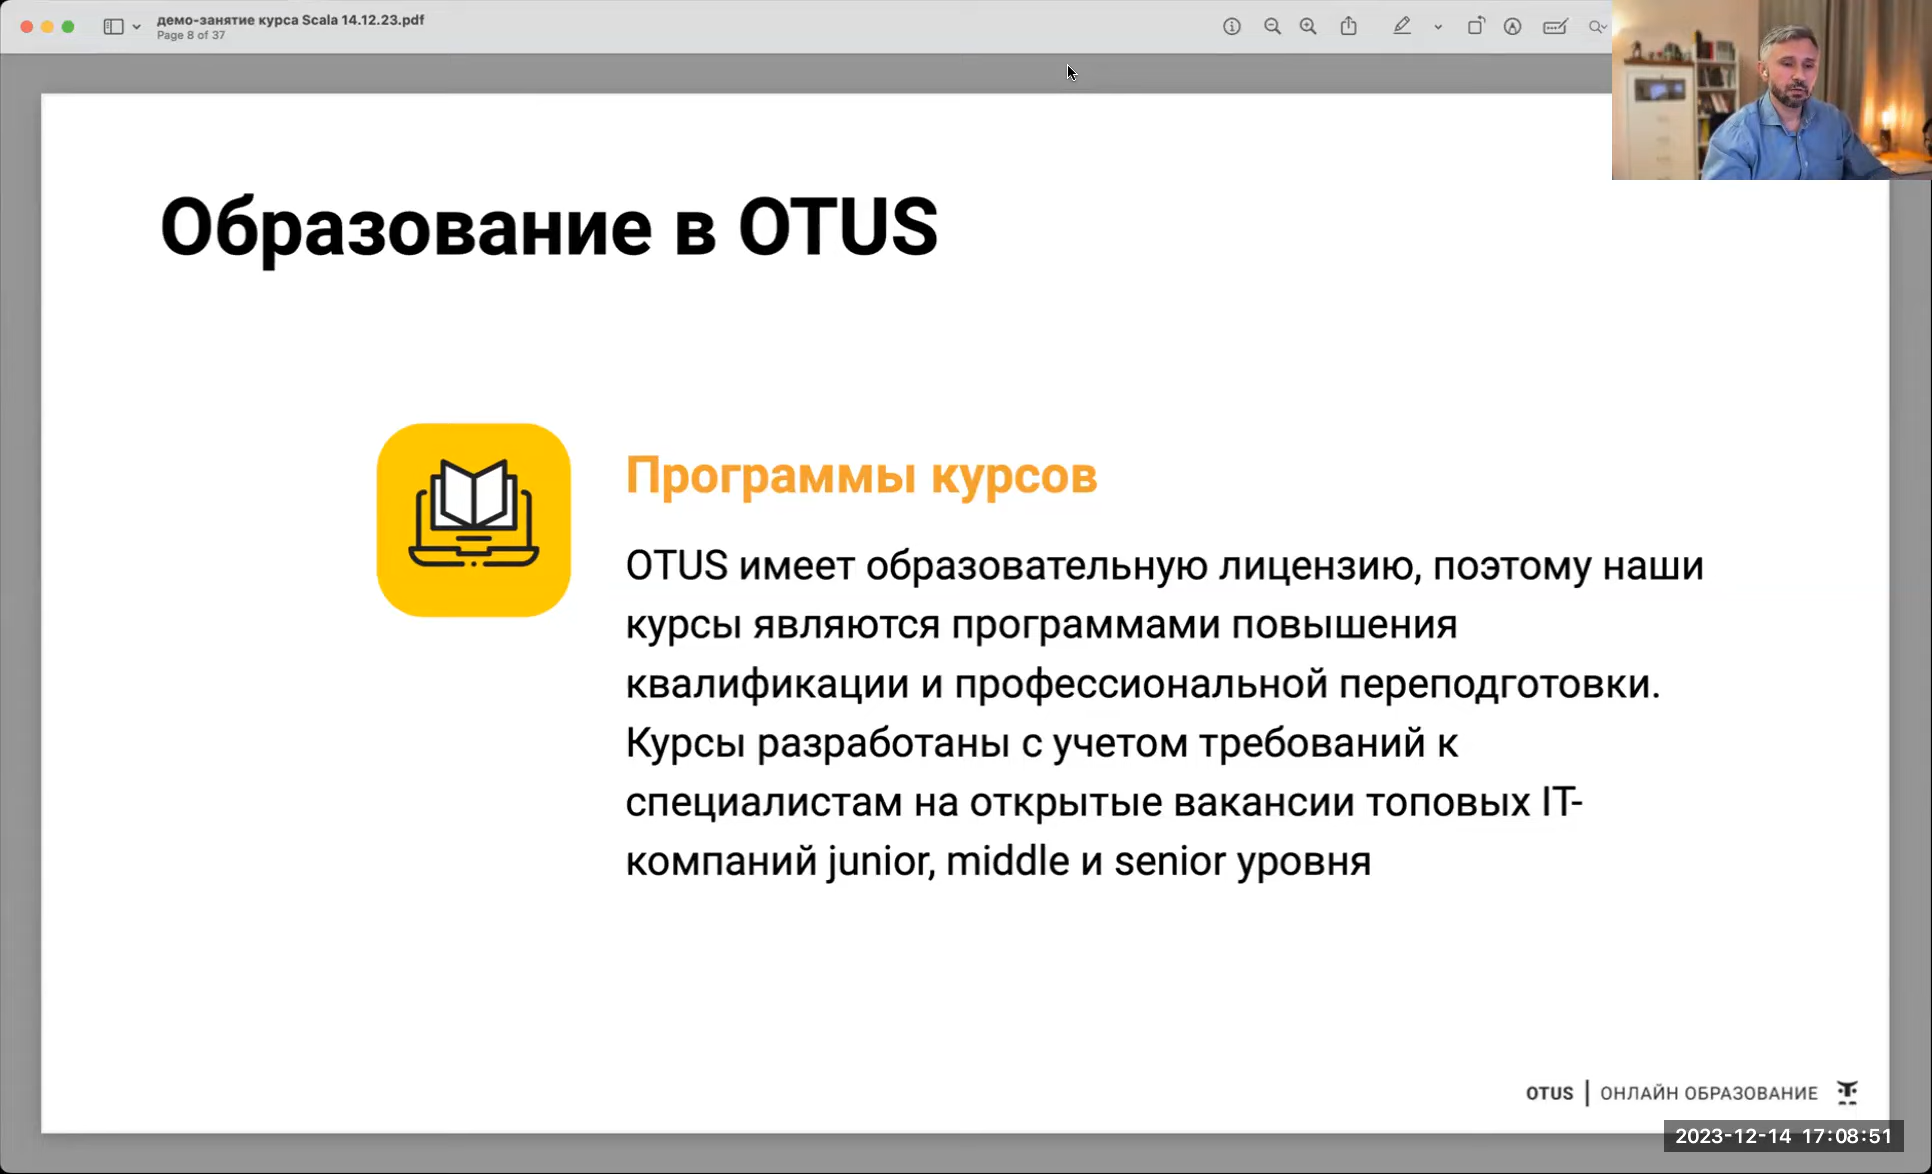 демо-занятие курса Scala 14.12.23.pdf
Page 8 of 37
Образование в OTUS
Программы курсов
OTUS имеет образовательную лицензию, поэтому наши
курсы являются программами повышения
квалификации и профессиональной переподготовки.
Курсы разработаны с учетом требований к
специалистам на открытые вакансии топовых IT-
компаний junior, middle и senior уровня
OTUS | ОНЛАЙН ОБРАЗОВАНИЕ
2023-12-14 17:08:51